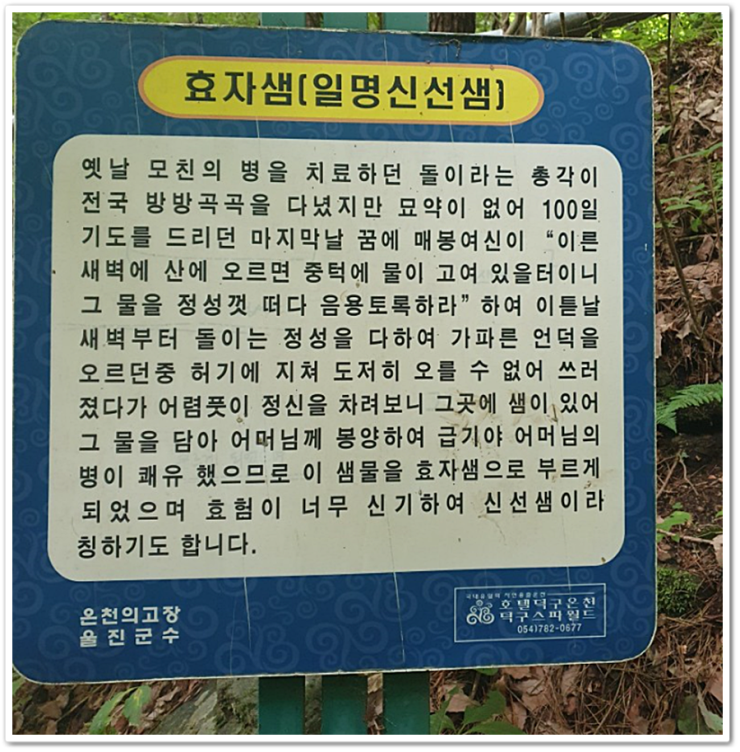 효자샘(일명신선샘)
옛날 모친의 병을 치료하던 돌이라는 총각이
전국 방방곡곡을 다녔지만 묘약이 없어 100일
기도를 드리던 마지막날 꿈에 매봉여신이 “이른
새벽에 산에 오르면 중턱에 물이 고여 있을터이니
그 물을 정성껏 떠다 음용토록하라” 하여 이튿날
새벽부터 돌이는 정성을 다하여 가파른 언덕을
오르던중 허기에 지쳐 도저히 오를 수 없어 쓰러
졌다가 어렴풋이 정신을 차려보니 그곳에 샘이 있어
그 물을 담아 어머님께 봉양하여 급기야 어머님의
병이 쾌유 했으므로 이 샘물을 효자샘으로 부르게
되었으며 효험이 너무 신기하여 신선샘이라
칭하기도 합니다.
온천의고장
울진군수
국내유일의 자연용출온천
호텔덕구온천
덕구스파월드
054)782-0677